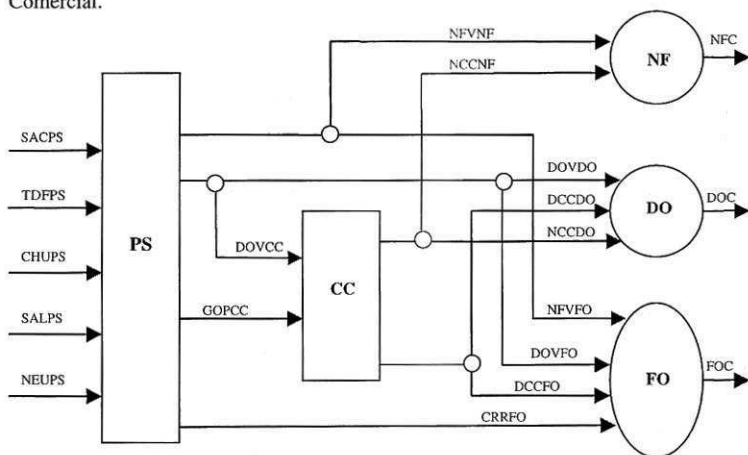 Comercial.
NFVNF
NFC
NCCNF
NF
SACPS
DOVDO
TDFPS
DCCDO
DO
DOC
PS
DOVCC
NCCDO
CHUPS
CC
NFVFO
SALPS
GOPCC
DOVFO
FO
FOC
NEUPS
DCCFO
CRRFO